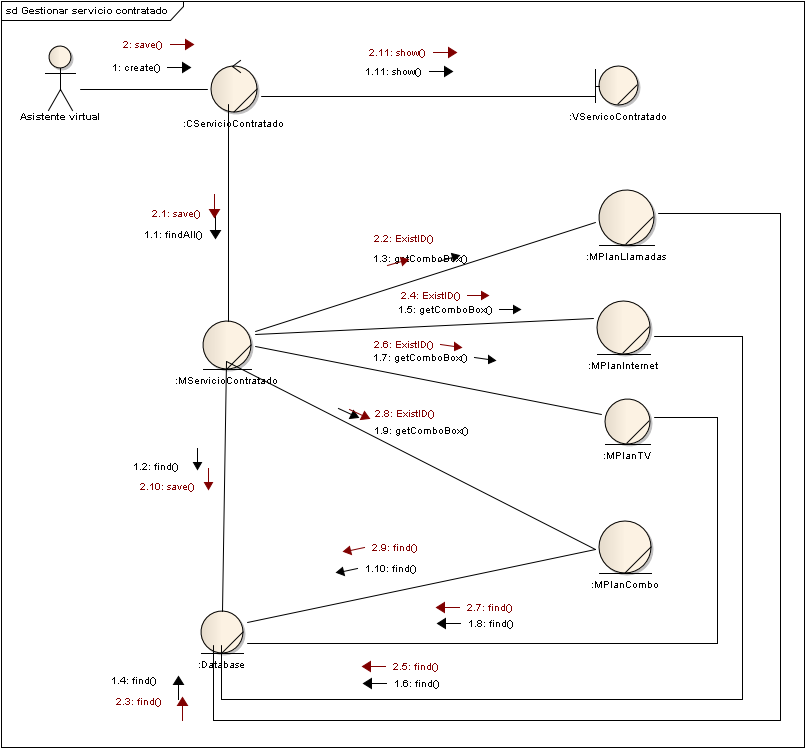 sd Gestionar servicio contratado
2: save()
1: create()
2.11: show()
1.11: show()
Asistente virtual
:CServicioContratado
:VServicoContratado
2.1: save()
1.1: findAll()
2.2: ExistID()
1.3: getComboBox()
:MPlanLlamadas
2.4: ExistID()
1.5: getComboBox()
2.6: ExistID()
1.7: getComboBox()
:MPlanInternet
:MServicioContratado
2.8: ExistID()
1.9: getComboBox()
:MPlanTV
1.2: find()
2.10: save()
2.9: find()
1.10: find()
:MPlanCombo
2.7: find()
1.8: find()
:Database
2.5: find()
1.6: find()
1.4: find()
2.3: find()